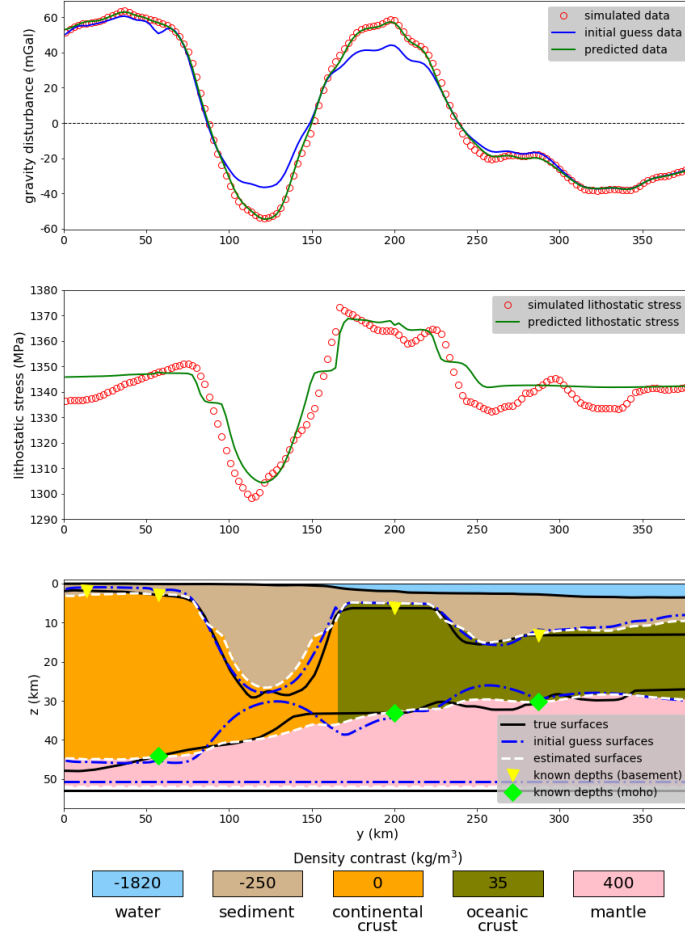 60
40
20
0
-20
-40
-60
gravity disturbance (mGal)
simulated data
initial guess data
predicted data
0 50 100 150 200 250 300 350
1380
1370
1360
1350
1340
1330
1320
1310
1300
1290
lithostatic stress (MPa)
simulated lithostatic stress
predicted lithostatic stress
0 50 100 150 200 250 300 350
0
10
20
30
40
50
z (km)
true surfaces
initial guess surfaces
estimated surfaces
known depths (basement)
known depths (moho)
0 50 100 150 200 250 300 350
y (km)
Density contrast (kg/m³)
-1820 -250 0 35 400
water sediment continental oceanic mantle
crust crust